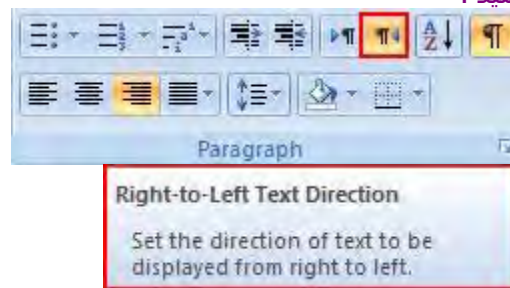 Paragraph
Right-to-Left Text Direction
Set the direction of text to be
displayed from right to left.